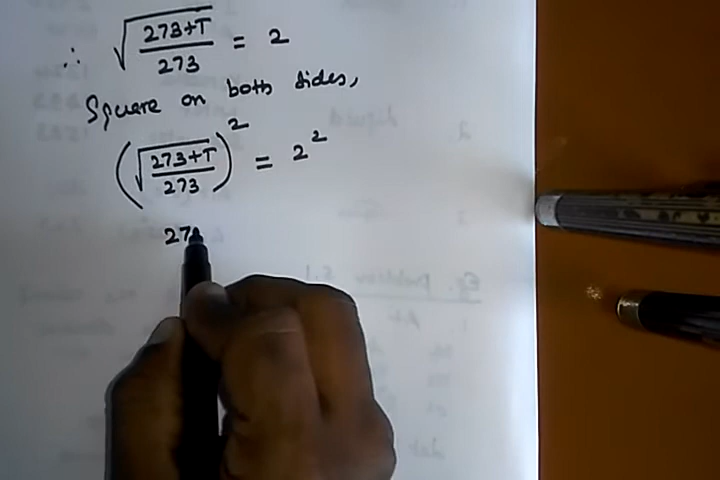 ∴ √(273+T/273) = 2
Square on both sides,
(√(273+T/273))² = 2²
27